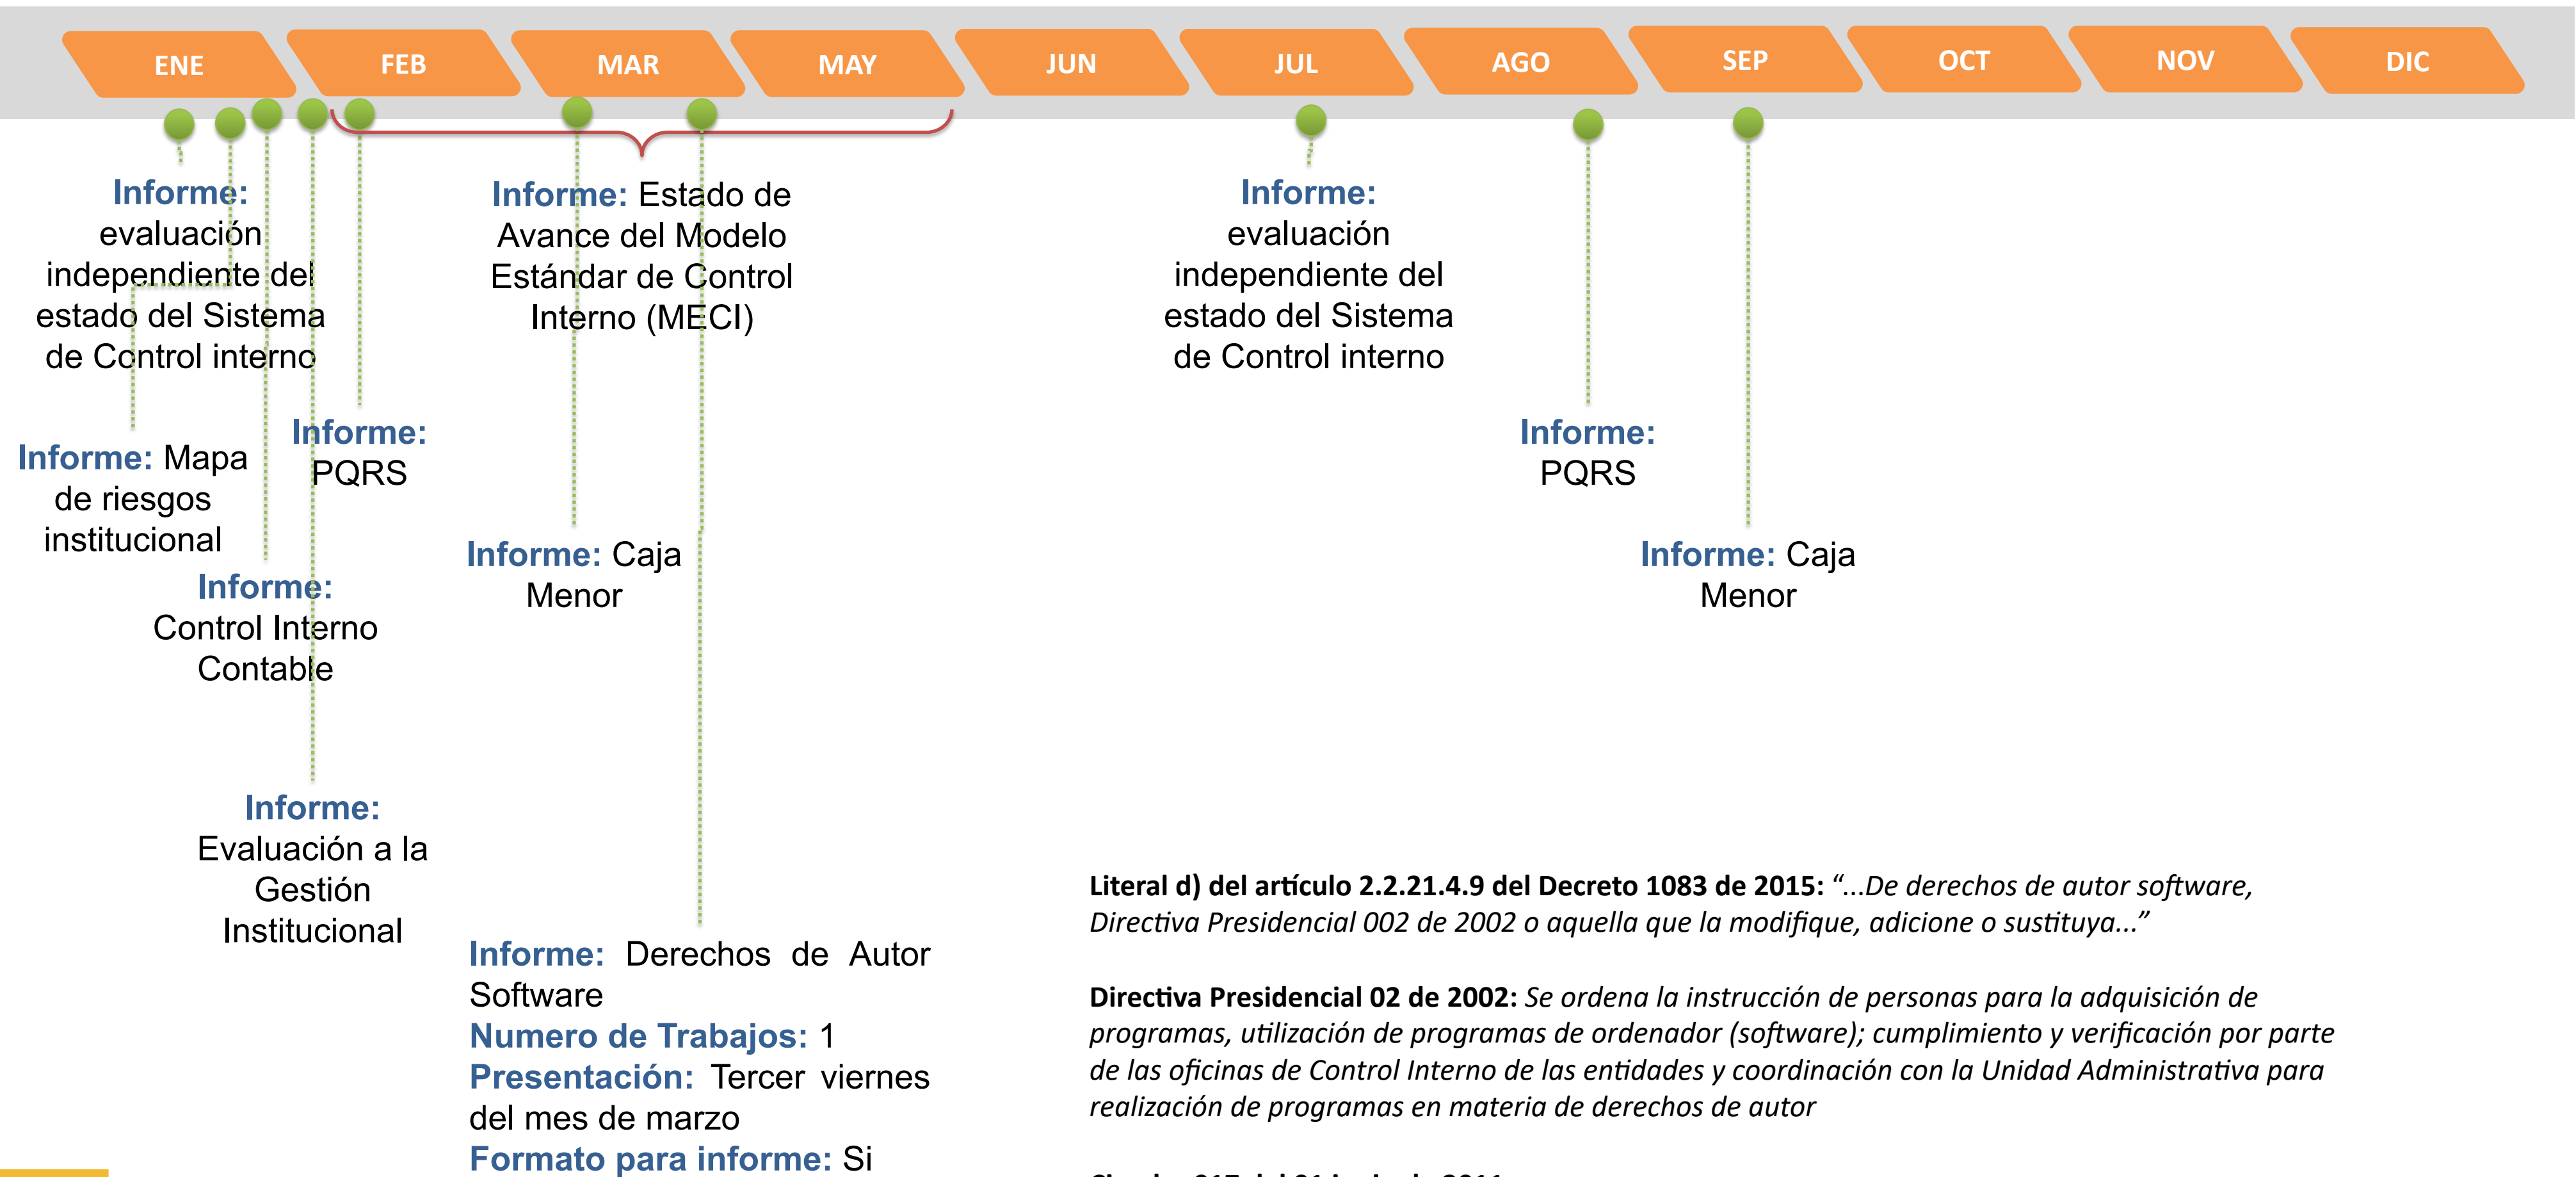 ENE
FEB
MAR
MAY
JUN
JUL
AGO
SEP
OCT
NOV
DIC
Informe:
evaluación
independiente del
estado del Sistema
de Control interno
Informe: Mapa
de riesgos
institucional
Informe:
Control Interno
Contable
Informe:
Evaluación a la
Gestión
Institucional
Informe:
PQRS
Informe: Estado de
Avance del Modelo
Estándar de Control
Interno (MECI)
Informe: Caja
Menor
Informe: Derechos de Autor
Software
Numero de Trabajos: 1
Presentación: Tercer viernes
del mes de marzo
Formato para informe: Si
Informe:
evaluación
independiente del
estado del Sistema
de Control interno
Informe:
PQRS
Informe: Caja
Menor
Literal d) del artículo 2.2.21.4.9 del Decreto 1083 de 2015: “...De derechos de autor software,
Directiva Presidencial 002 de 2002 o aquella que la modifique, adicione o sustituya...”
Directiva Presidencial 02 de 2002: Se ordena la instrucción de personas para la adquisición de
programas, utilización de programas de ordenador (software); cumplimiento y verificación por parte
de las oficinas de Control Interno de las entidades y coordinación con la Unidad Administrativa para
realización de programas en materia de derechos de autor